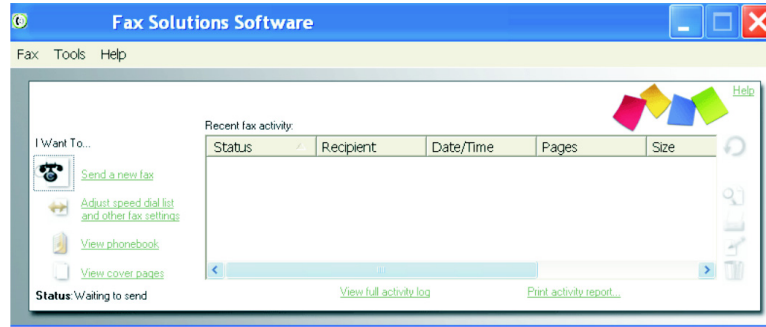 Fax Solutions Software
Fax Tools Help
Help
Recent fax activity:
I Want To...
Status Recipient Date/Time Pages Size
Send a new fax
Adjust speed dial list
and other fax settings
View phonebook
View cover pages
Status: Waiting to send
View full activity log
Print activity report...